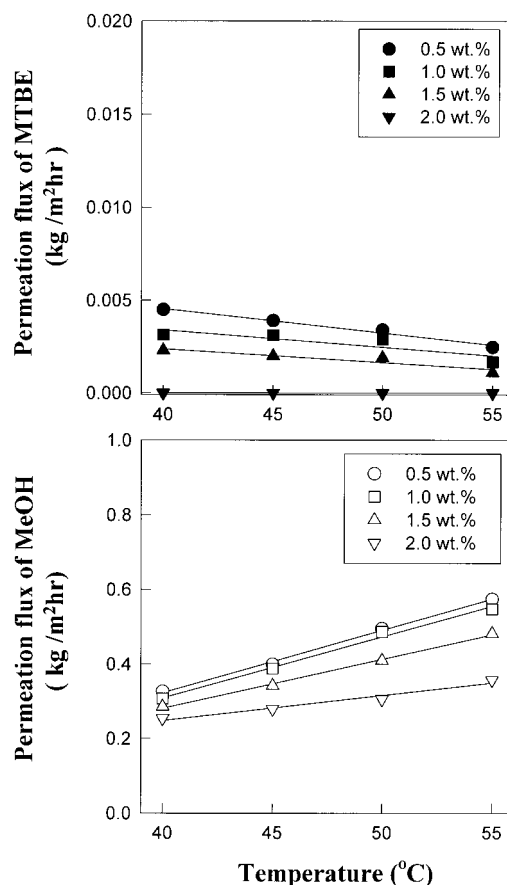 0.020
0.015
0.010
0.005
0.000
Permeation flux of MTBE
(kg /m²hr )
0.5 wt.%
1.0 wt.%
1.5 wt.%
2.0 wt.%
40 45 50 55
1.0
0.8
0.6
0.4
0.2
0.0
Permeation flux of MeOH
( kg /m²hr)
0.5 wt.%
1.0 wt.%
1.5 wt.%
2.0 wt.%
40 45 50 55
Temperature (°C)